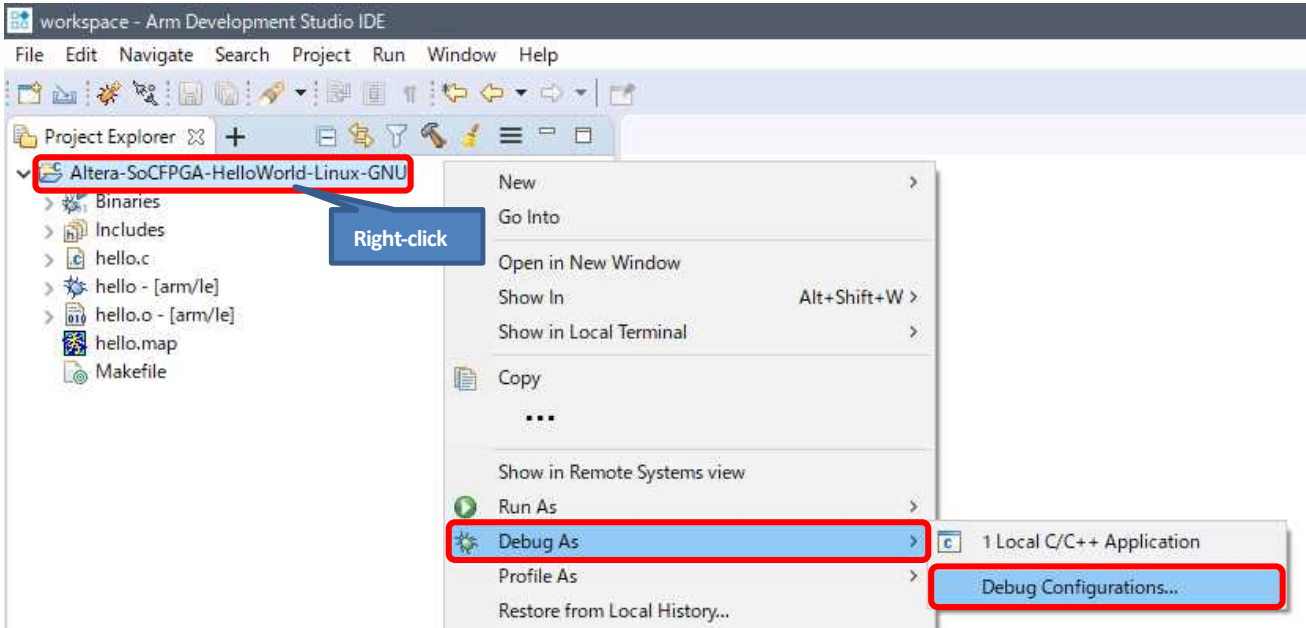 workspace - Arm Development Studio IDE
File Edit Navigate Search Project Run Window Help
Project Explorer
Altera-SoCFPGA-HelloWorld-Linux-GNU
Binaries
Includes
hello.c
hello - [arm/le]
hello.o - [arm/le]
hello.map
Makefile
Right-click
New
Go Into
Open in New Window
Show In Alt+Shift+W >
Show in Local Terminal
Copy
...
Show in Remote Systems view
Run As
Debug As
Profile As
Restore from Local History...
1 Local C/C++ Application
Debug Configurations...